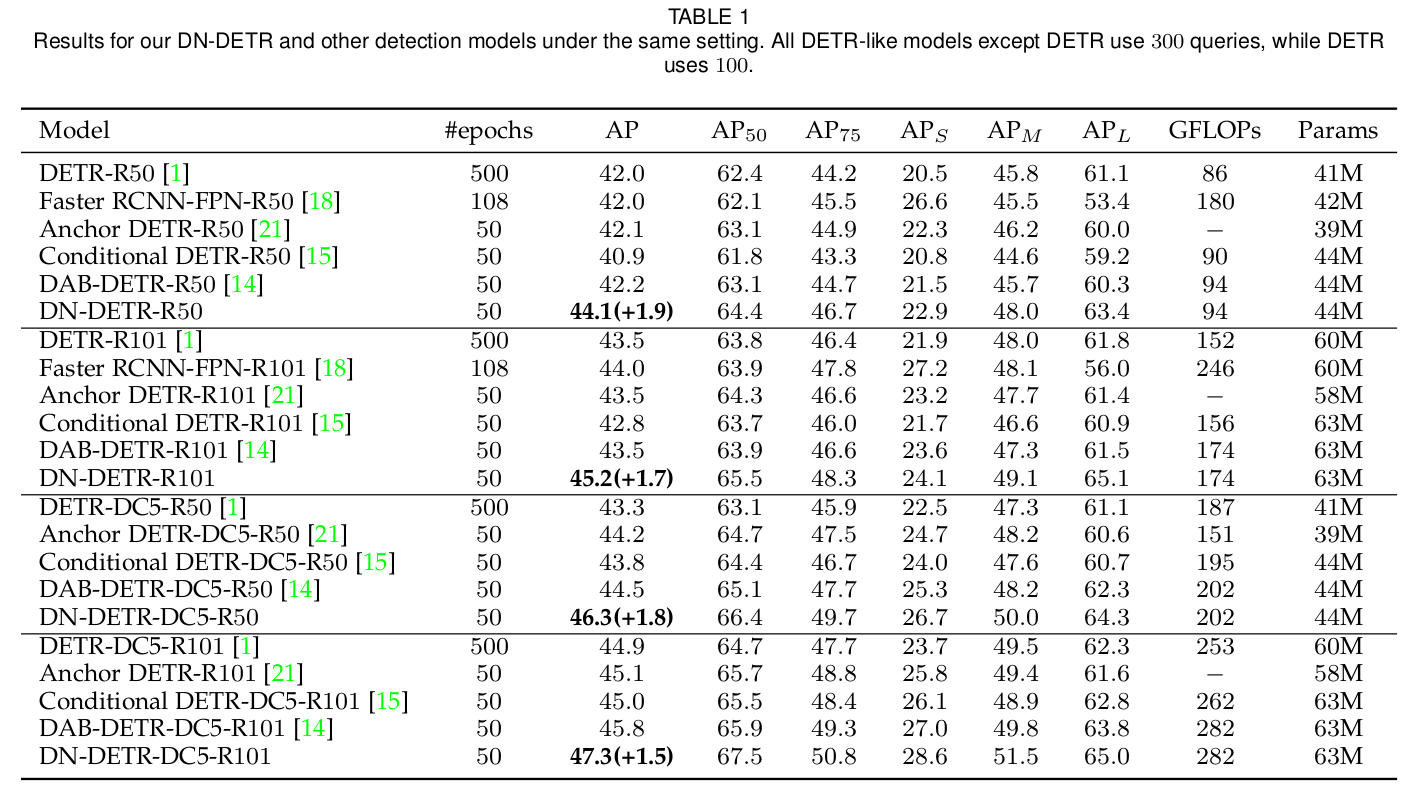 TABLE 1
Results for our DN-DETR and other detection models under the same setting. All DETR-like models except DETR use 300 queries, while DETR
uses 100.
Model #epochs AP AP50 AP75 APS APM APL GFLOPs Params
DETR-R50 [1] 500 42.0 62.4 44.2 20.5 45.8 61.1 86 41M
Faster RCNN-FPN-R50 [18] 108 42.0 62.1 45.5 26.6 45.5 53.4 180 42M
Anchor DETR-R50 [21] 50 42.1 63.1 44.9 22.3 46.2 60.0 − 39M
Conditional DETR-R50 [15] 50 40.9 61.8 43.3 20.8 44.6 59.2 90 44M
DAB-DETR-R50 [14] 50 42.2 63.1 44.7 21.5 45.7 60.3 94 44M
DN-DETR-R50 50 44.1(+1.9) 64.4 46.7 22.9 48.0 63.4 94 44M
DETR-R101 [1] 500 43.5 63.8 46.4 21.9 48.0 61.8 152 60M
Faster RCNN-FPN-R101 [18] 108 44.0 63.9 47.8 27.2 48.1 56.0 246 60M
Anchor DETR-R101 [21] 50 43.5 64.3 46.6 23.2 47.7 61.4 − 58M
Conditional DETR-R101 [15] 50 42.8 63.7 46.0 21.7 46.6 60.9 156 63M
DAB-DETR-R101 [14] 50 43.5 63.9 46.6 23.6 47.3 61.5 174 63M
DN-DETR-R101 50 45.2(+1.7) 65.5 48.3 24.1 49.1 65.1 174 63M
DETR-DC5-R50 [1] 500 43.3 63.1 45.9 22.5 47.3 61.1 187 41M
Anchor DETR-DC5-R50 [21] 50 44.2 64.7 47.5 24.7 48.2 60.6 151 39M
Conditional DETR-DC5-R50 [15] 50 43.8 64.4 46.7 24.0 47.6 60.7 195 44M
DAB-DETR-DC5-R50 [14] 50 44.5 65.1 47.7 25.3 48.2 62.3 202 44M
DN-DETR-DC5-R50 50 46.3(+1.8) 66.4 49.7 26.7 50.0 64.3 202 44M
DETR-DC5-R101 [1] 500 44.9 64.7 47.7 23.7 49.5 62.3 253 60M
Anchor DETR-R101 [21] 50 45.1 65.7 48.8 25.8 49.4 61.6 − 58M
Conditional DETR-DC5-R101 [15] 50 45.0 65.5 48.4 26.1 48.9 62.8 262 63M
DAB-DETR-DC5-R101 [14] 50 45.8 65.9 49.3 27.0 49.8 63.8 282 63M
DN-DETR-DC5-R101 50 47.3(+1.5) 67.5 50.8 28.6 51.5 65.0 282 63M